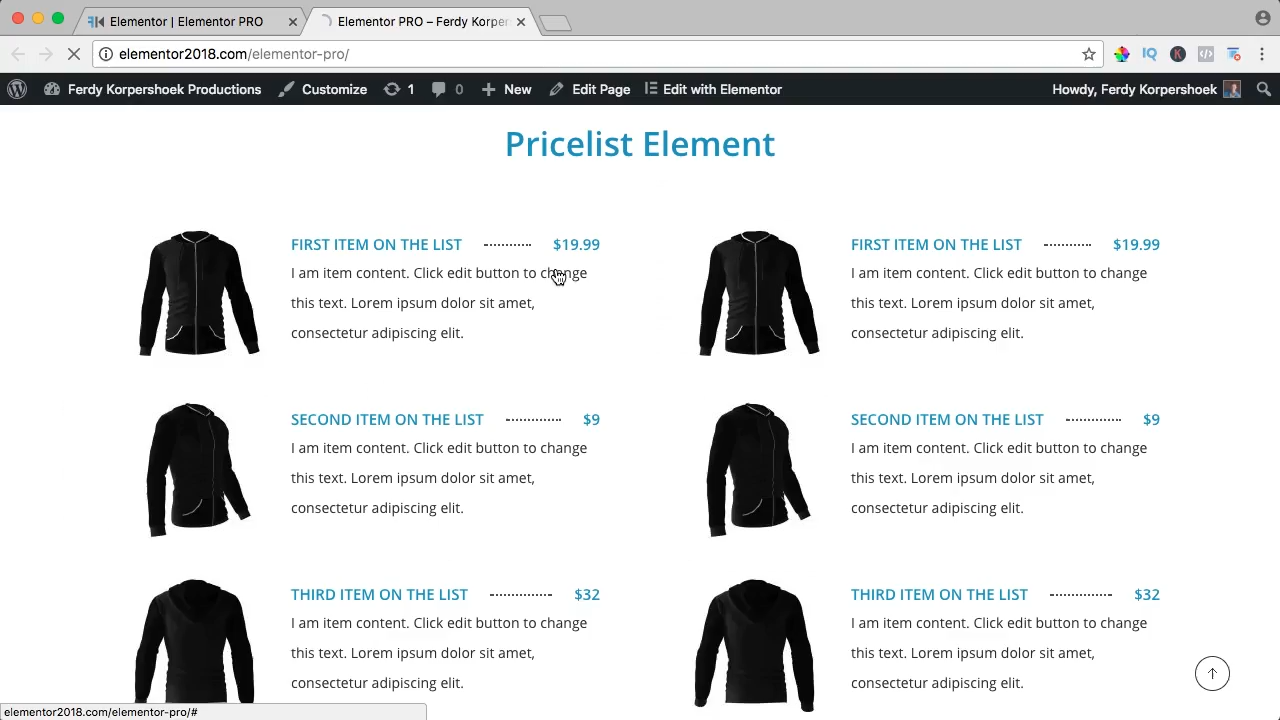 Elementor | Elementor PRO
Elementor PRO – Ferdy Korper
elementor2018.com/elementor-pro/
Ferdy Korpershoek Productions Customize 1 0 New Edit Page Edit with Elementor Howdy, Ferdy Korpershoek
Pricelist Element
FIRST ITEM ON THE LIST $19.99
I am item content. Click edit button to change
this text. Lorem ipsum dolor sit amet,
consectetur adipiscing elit.
FIRST ITEM ON THE LIST $19.99
I am item content. Click edit button to change
this text. Lorem ipsum dolor sit amet,
consectetur adipiscing elit.
SECOND ITEM ON THE LIST $9
I am item content. Click edit button to change
this text. Lorem ipsum dolor sit amet,
consectetur adipiscing elit.
SECOND ITEM ON THE LIST $9
I am item content. Click edit button to change
this text. Lorem ipsum dolor sit amet,
consectetur adipiscing elit.
THIRD ITEM ON THE LIST $32
I am item content. Click edit button to change
this text. Lorem ipsum dolor sit amet,
consectetur adipiscing elit.
THIRD ITEM ON THE LIST $32
I am item content. Click edit button to change
this text. Lorem ipsum dolor sit amet,
consectetur adipiscing elit.
elementor2018.com/elementor-pro/#